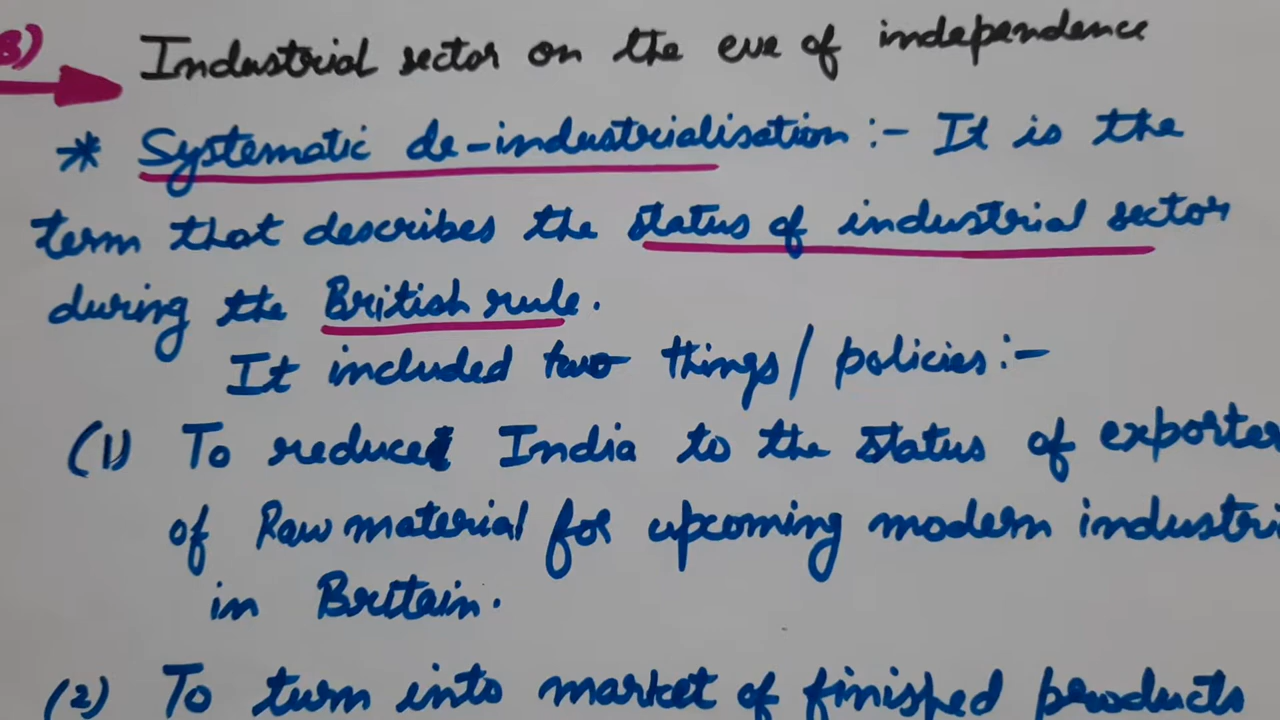 3) Industrial sector on the eve of independence
* Systematic de-industrialisation :- It is the
term that describes the status of industrial sector
during the British rule.
It included two things/policies:-
(1) To reduce India to the status of exporte
of Raw material for upcoming modern industri
in Britain.
(2) To turn into market of finished products